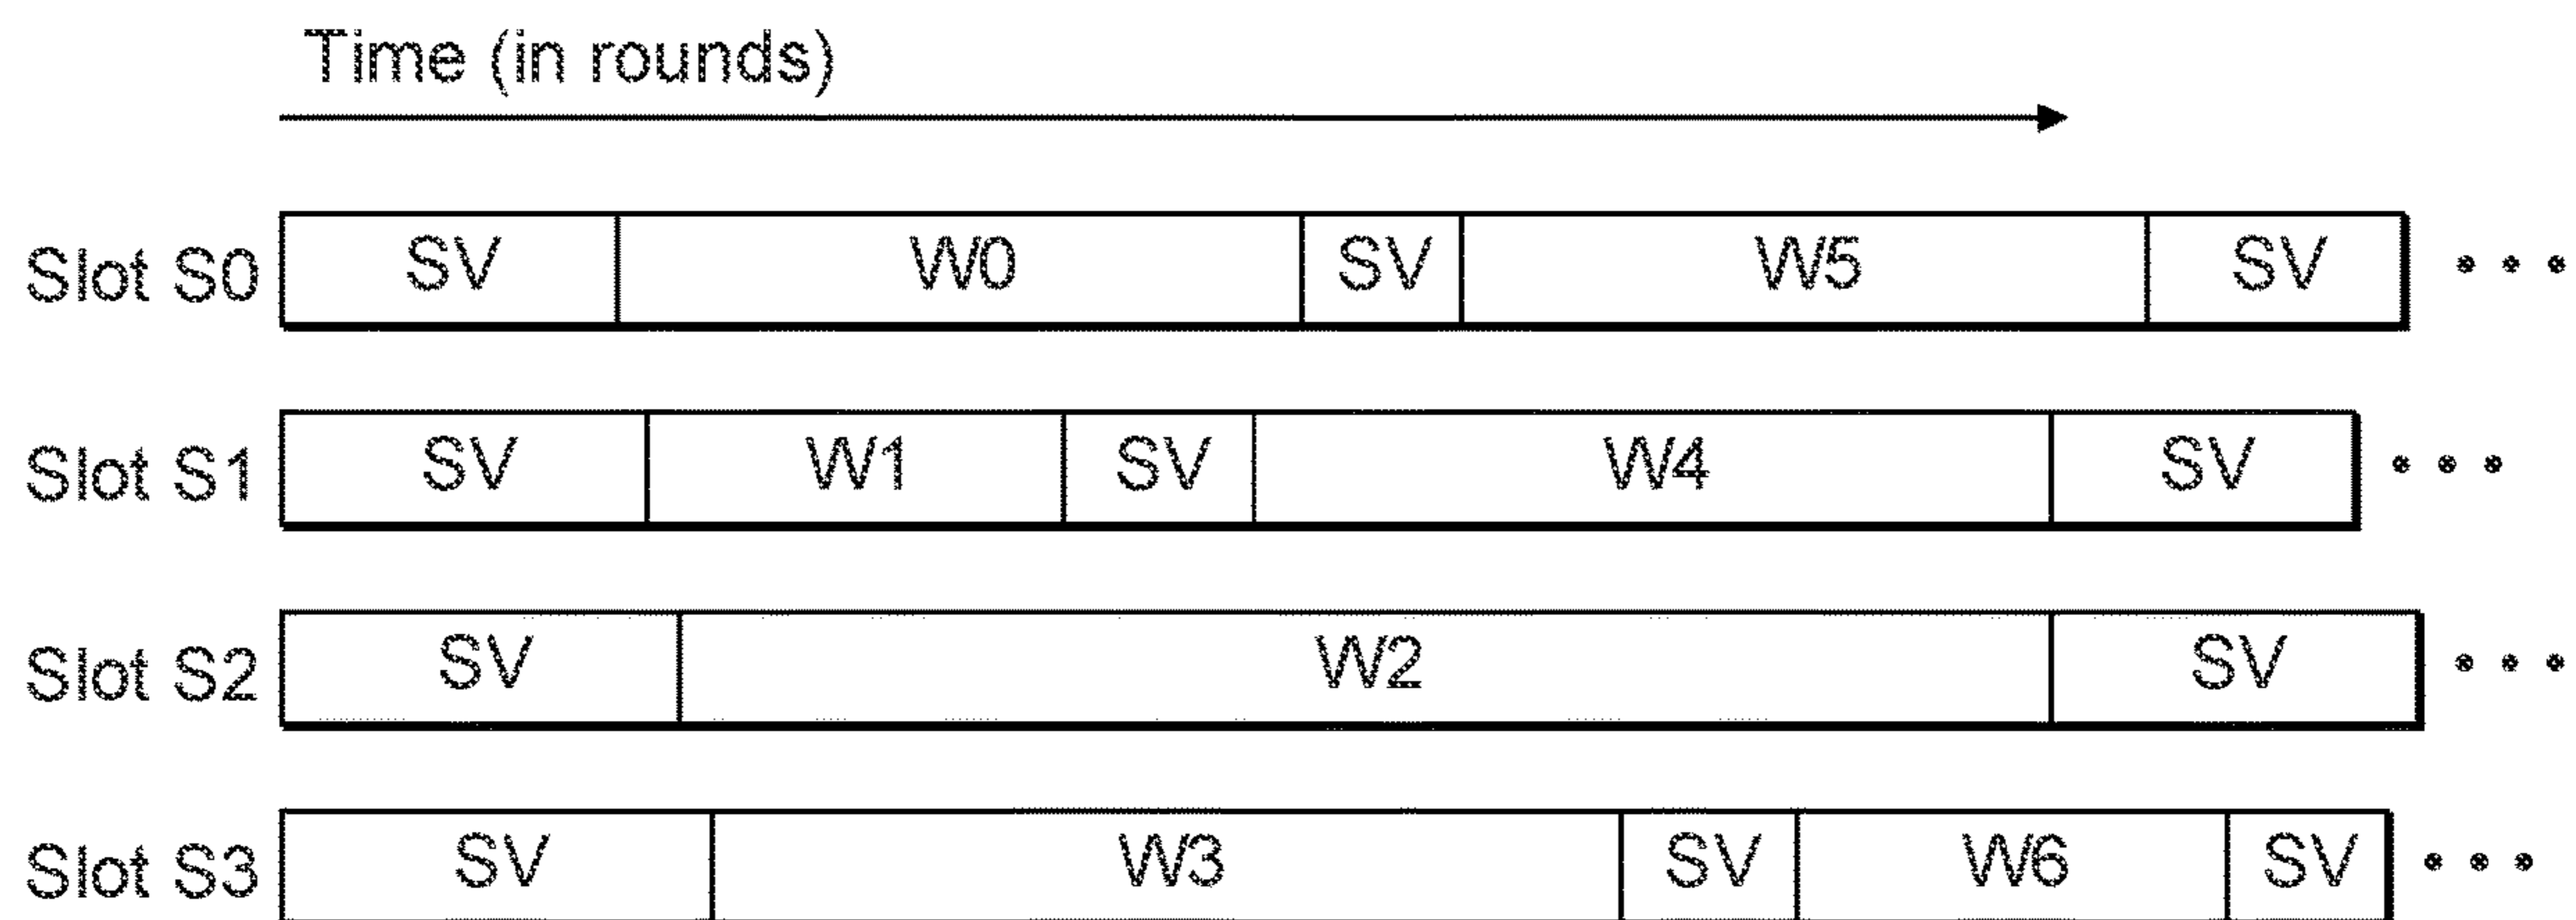 Time (in rounds)
Slot S0 SV W0 SV W5 SV ● ● ●
Slot S1 SV W1 SV W4 SV ● ● ●
Slot S2 SV W2 SV ● ● ●
Slot S3 SV W3 SV W6 SV ● ● ●